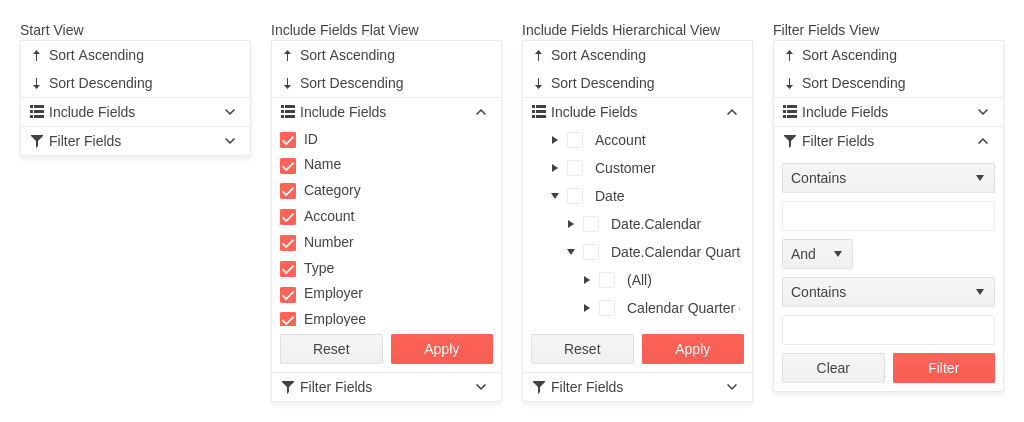 Start View
Sort Ascending
Sort Descending
Include Fields
Filter Fields
Include Fields Flat View
Sort Ascending
Sort Descending
Include Fields
ID
Name
Category
Account
Number
Type
Employer
Employee
Reset
Apply
Filter Fields
Include Fields Hierarchical View
Sort Ascending
Sort Descending
Include Fields
Account
Customer
Date
Date.Calendar
Date.Calendar Quart
(All)
Calendar Quarter
Reset
Apply
Filter Fields
Filter Fields View
Sort Ascending
Sort Descending
Include Fields
Filter Fields
Contains
And
Contains
Clear
Filter